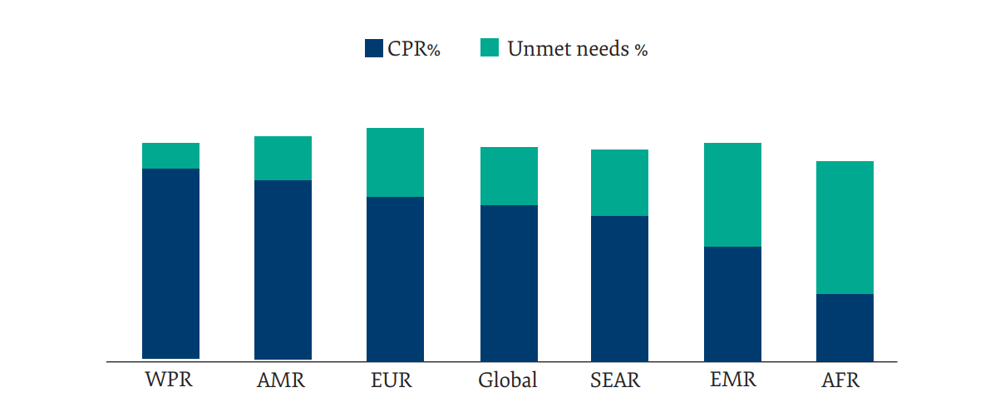 CPR% Unmet needs %
WPR AMR EUR Global SEAR EMR AFR